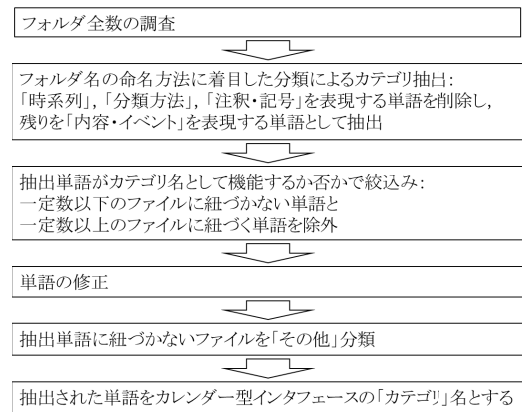 フォルダ全数の調査
フォルダ名の命名方法に着目した分類によるカテゴリ抽出：
「時系列」，「分類方法」，「注釈・記号」を表現する単語を削除し，
残りを「内容・イベント」を表現する単語として抽出
抽出単語がカテゴリ名として機能するか否かで絞込み：
一定数以下のファイルに紐づかない単語と
一定数以上のファイルに紐づく単語を除外
単語の修正
抽出単語に紐づかないファイルを「その他」分類
抽出された単語をカレンダー型インタフェースの「カテゴリ」名とする